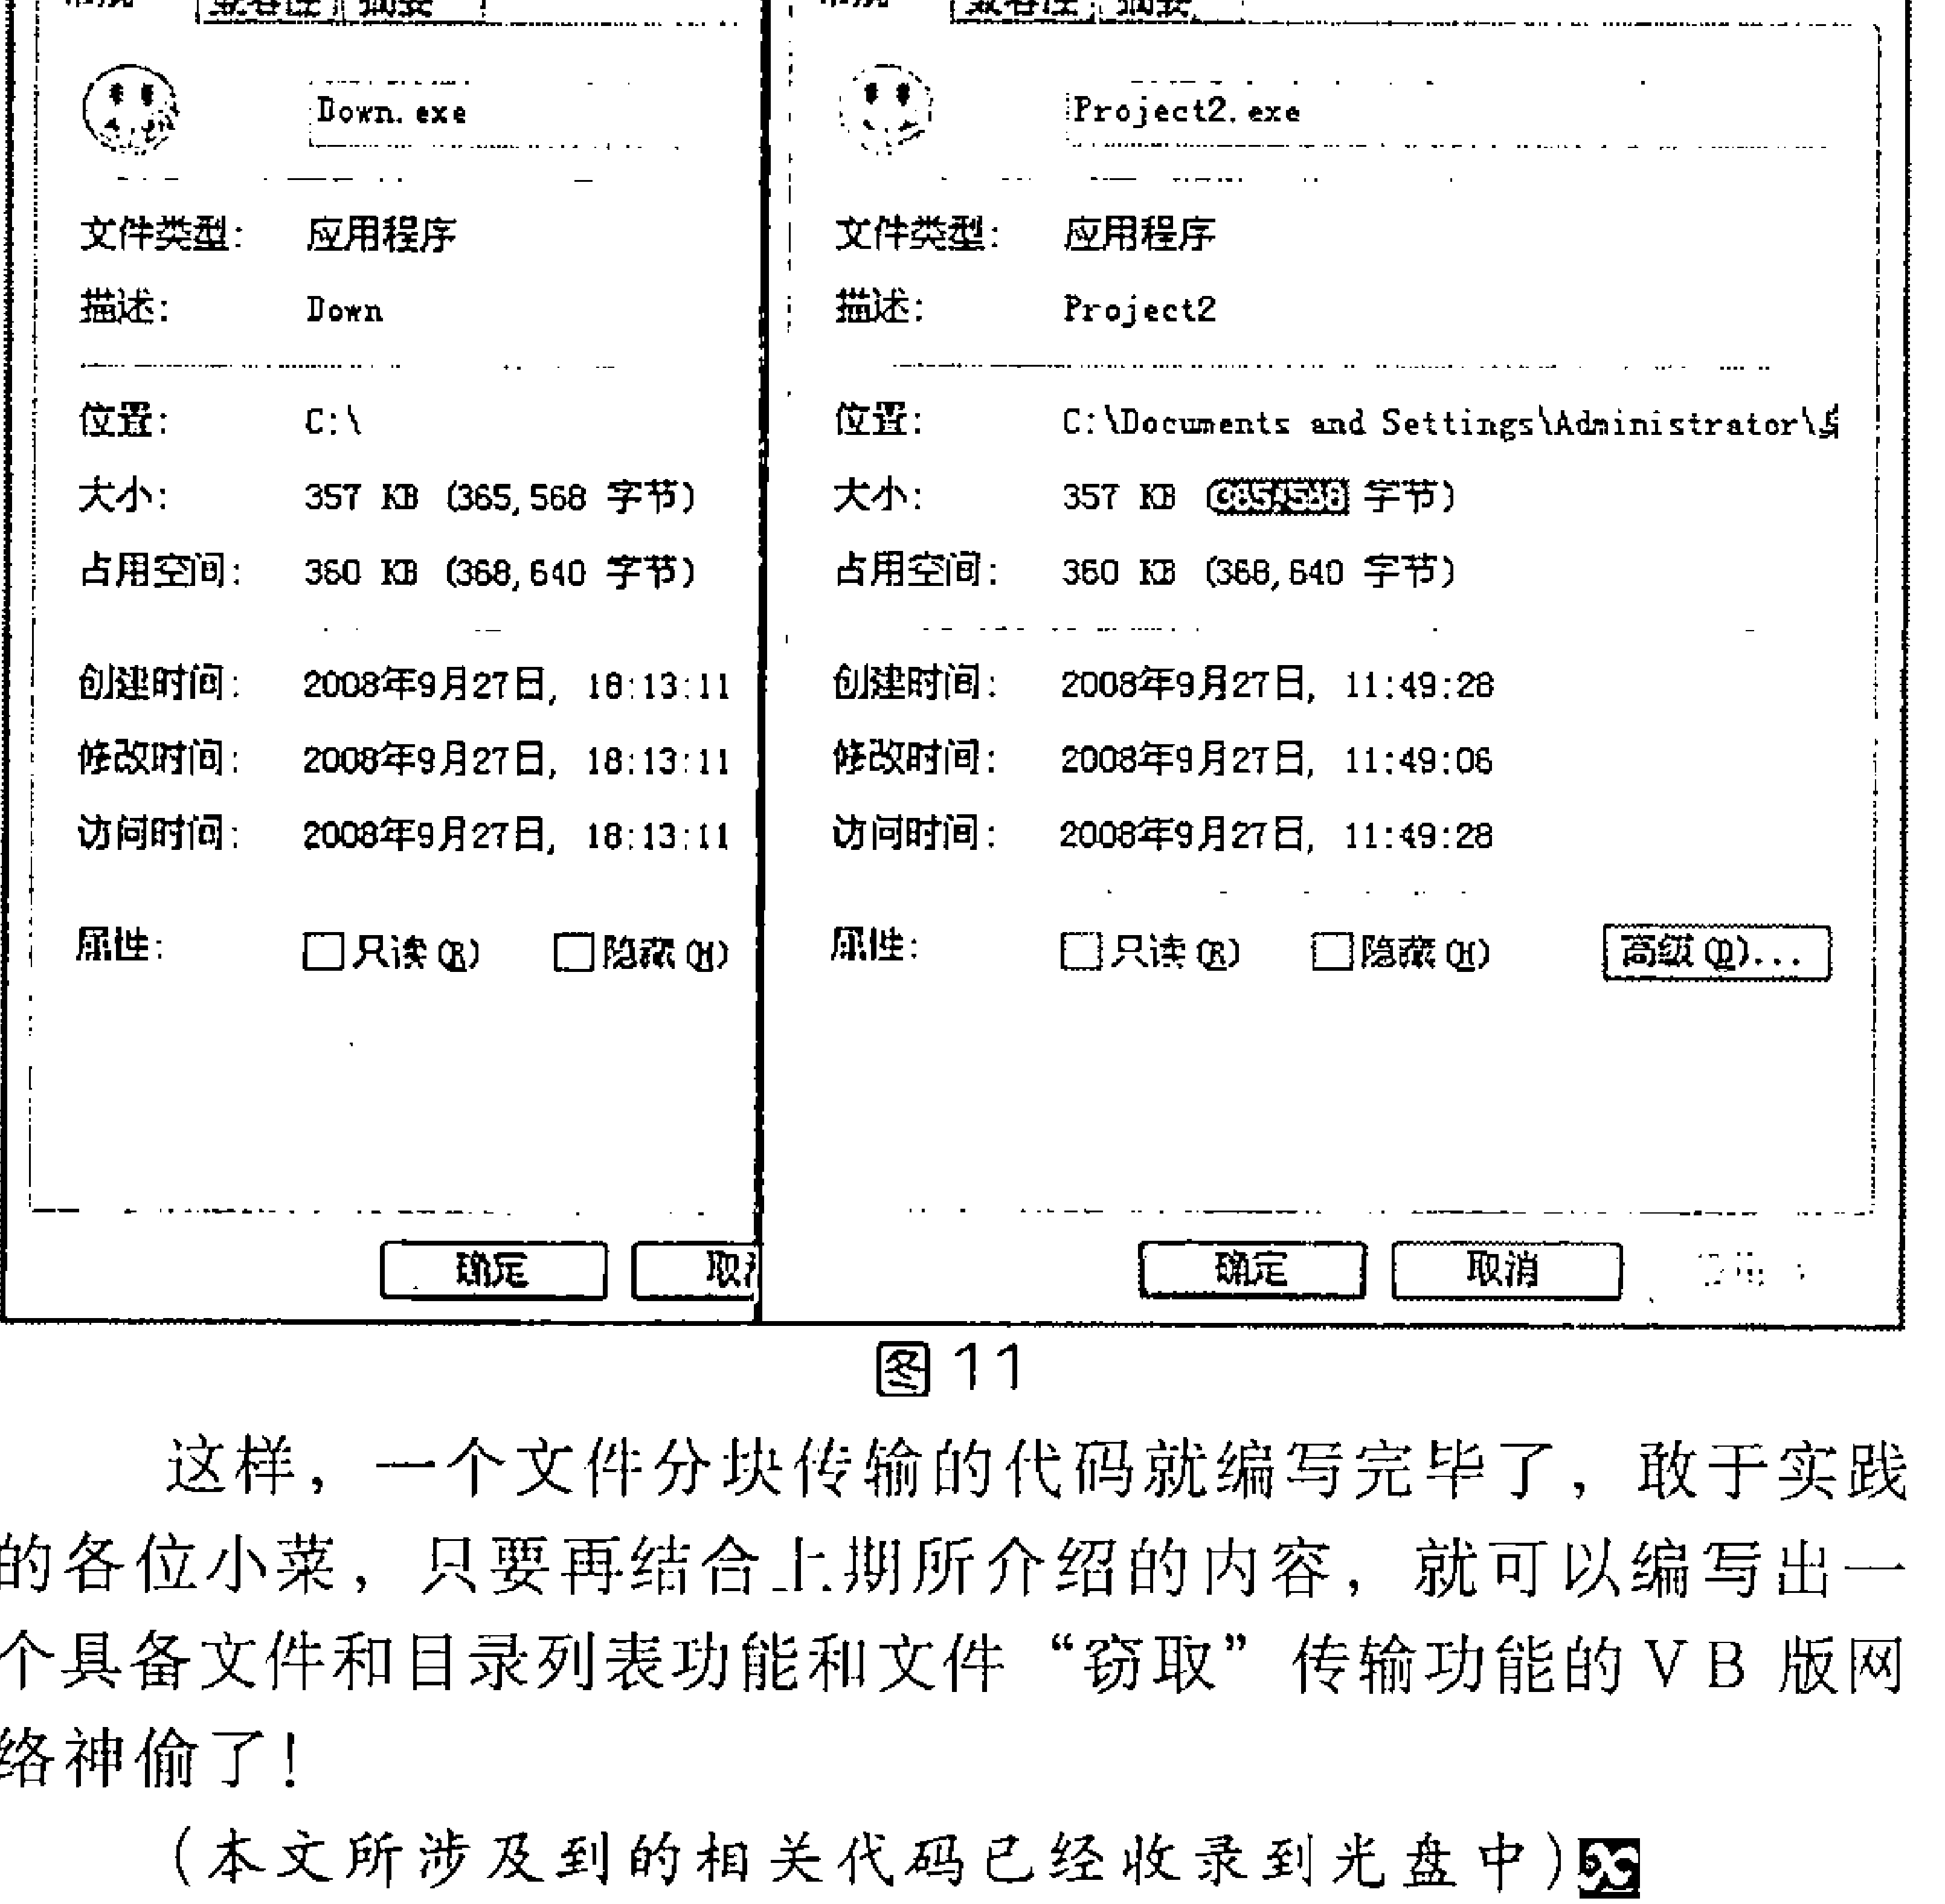 兼容性 摘要
Down.exe
文件类型: 应用程序
描述: Down
位置: C:\
大小: 357 KB (365,568 字节)
占用空间: 360 KB (368,640 字节)
创建时间: 2008年9月27日, 18:13:11
修改时间: 2008年9月27日, 18:13:11
访问时间: 2008年9月27日, 18:13:11
属性: 只读(R) 隐藏(H)
确定
兼容性 摘要
Project2.exe
文件类型: 应用程序
描述: Project2
位置: C:\Documents and Settings\Administrator\
大小: 357 KB (365,568 字节)
占用空间: 360 KB (368,640 字节)
创建时间: 2008年9月27日, 11:49:28
修改时间: 2008年9月27日, 11:49:06
访问时间: 2008年9月27日, 11:49:28
属性: 只读(R) 隐藏(H) 高级(D)...
确定 取消
图 11
这样，一个文件分块传输的代码就编写完毕了，敢于实践
的各位小菜，只要再结合上期所介绍的内容，就可以编写出一
个具备文件和目录列表功能和文件“窃取”传输功能的VB 版网
络神偷了！
（本文所涉及到的相关代码已经收录到光盘中）